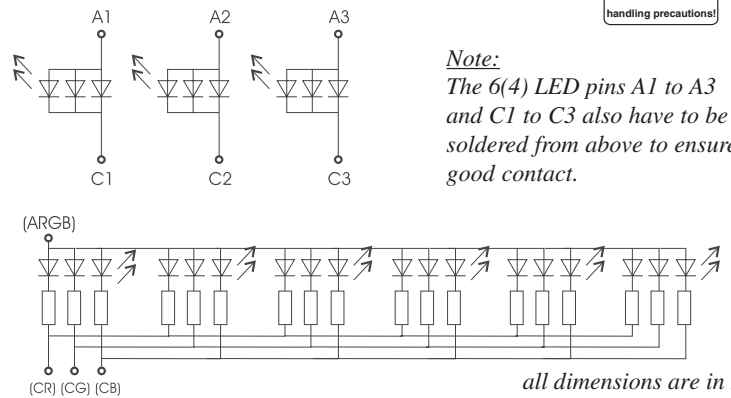 handling precautions!
A1 A2 A3
Note:
The 6(4) LED pins A1 to A3
and C1 to C3 also have to be
soldered from above to ensure
good contact.
C1 C2 C3
(ARGB)
(CR) (CG) (CB)
all dimensions are in